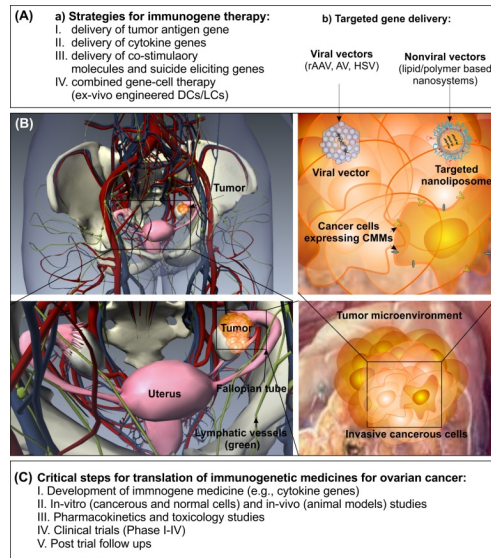 (A)
a) Strategies for immunogene therapy:
I. delivery of tumor antigen gene
II. delivery of cytokine genes
III. delivery of co-stimulaory
molecules and suicide eliciting genes
IV. combined gene-cell therapy
(ex-vivo engineered DCs/LCs)
b) Targeted gene delivery:
Viral vectors
(rAAV, AV, HSV)
Nonviral vectors
(lipid/polymer based
nanosystems)
(B)
Tumor
Viral vector
Targeted
nanoliposome
Cancer cells
expressing CMMs
Tumor
Uterus
Fallopian tube
Lymphatic vessels
(green)
Tumor microenvironment
Invasive cancerous cells
(C) Critical steps for translation of immunogenetic medicines for ovarian cancer:
I. Development of immnogene medicine (e.g., cytokine genes)
II. In-vitro (cancerous and normal cells) and in-vivo (animal models) studies
III. Pharmacokinetics and toxicology studies
IV. Clinical trials (Phase I-IV)
V. Post trial follow ups